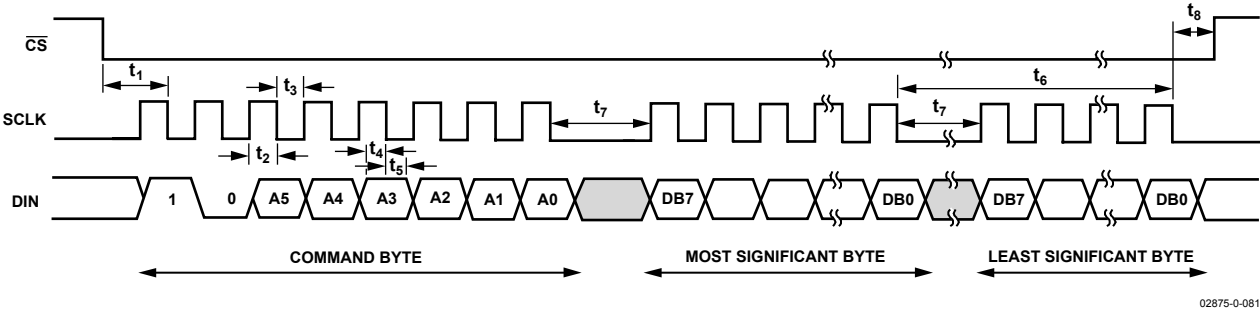 t8
CS
t1
t3
t6
SCLK
t7
t7
t2
t4
t5
DIN
1 0 A5 A4 A3 A2 A1 A0 DB7 DB0 DB7 DB0
COMMAND BYTE MOST SIGNIFICANT BYTE LEAST SIGNIFICANT BYTE
02875-0-081